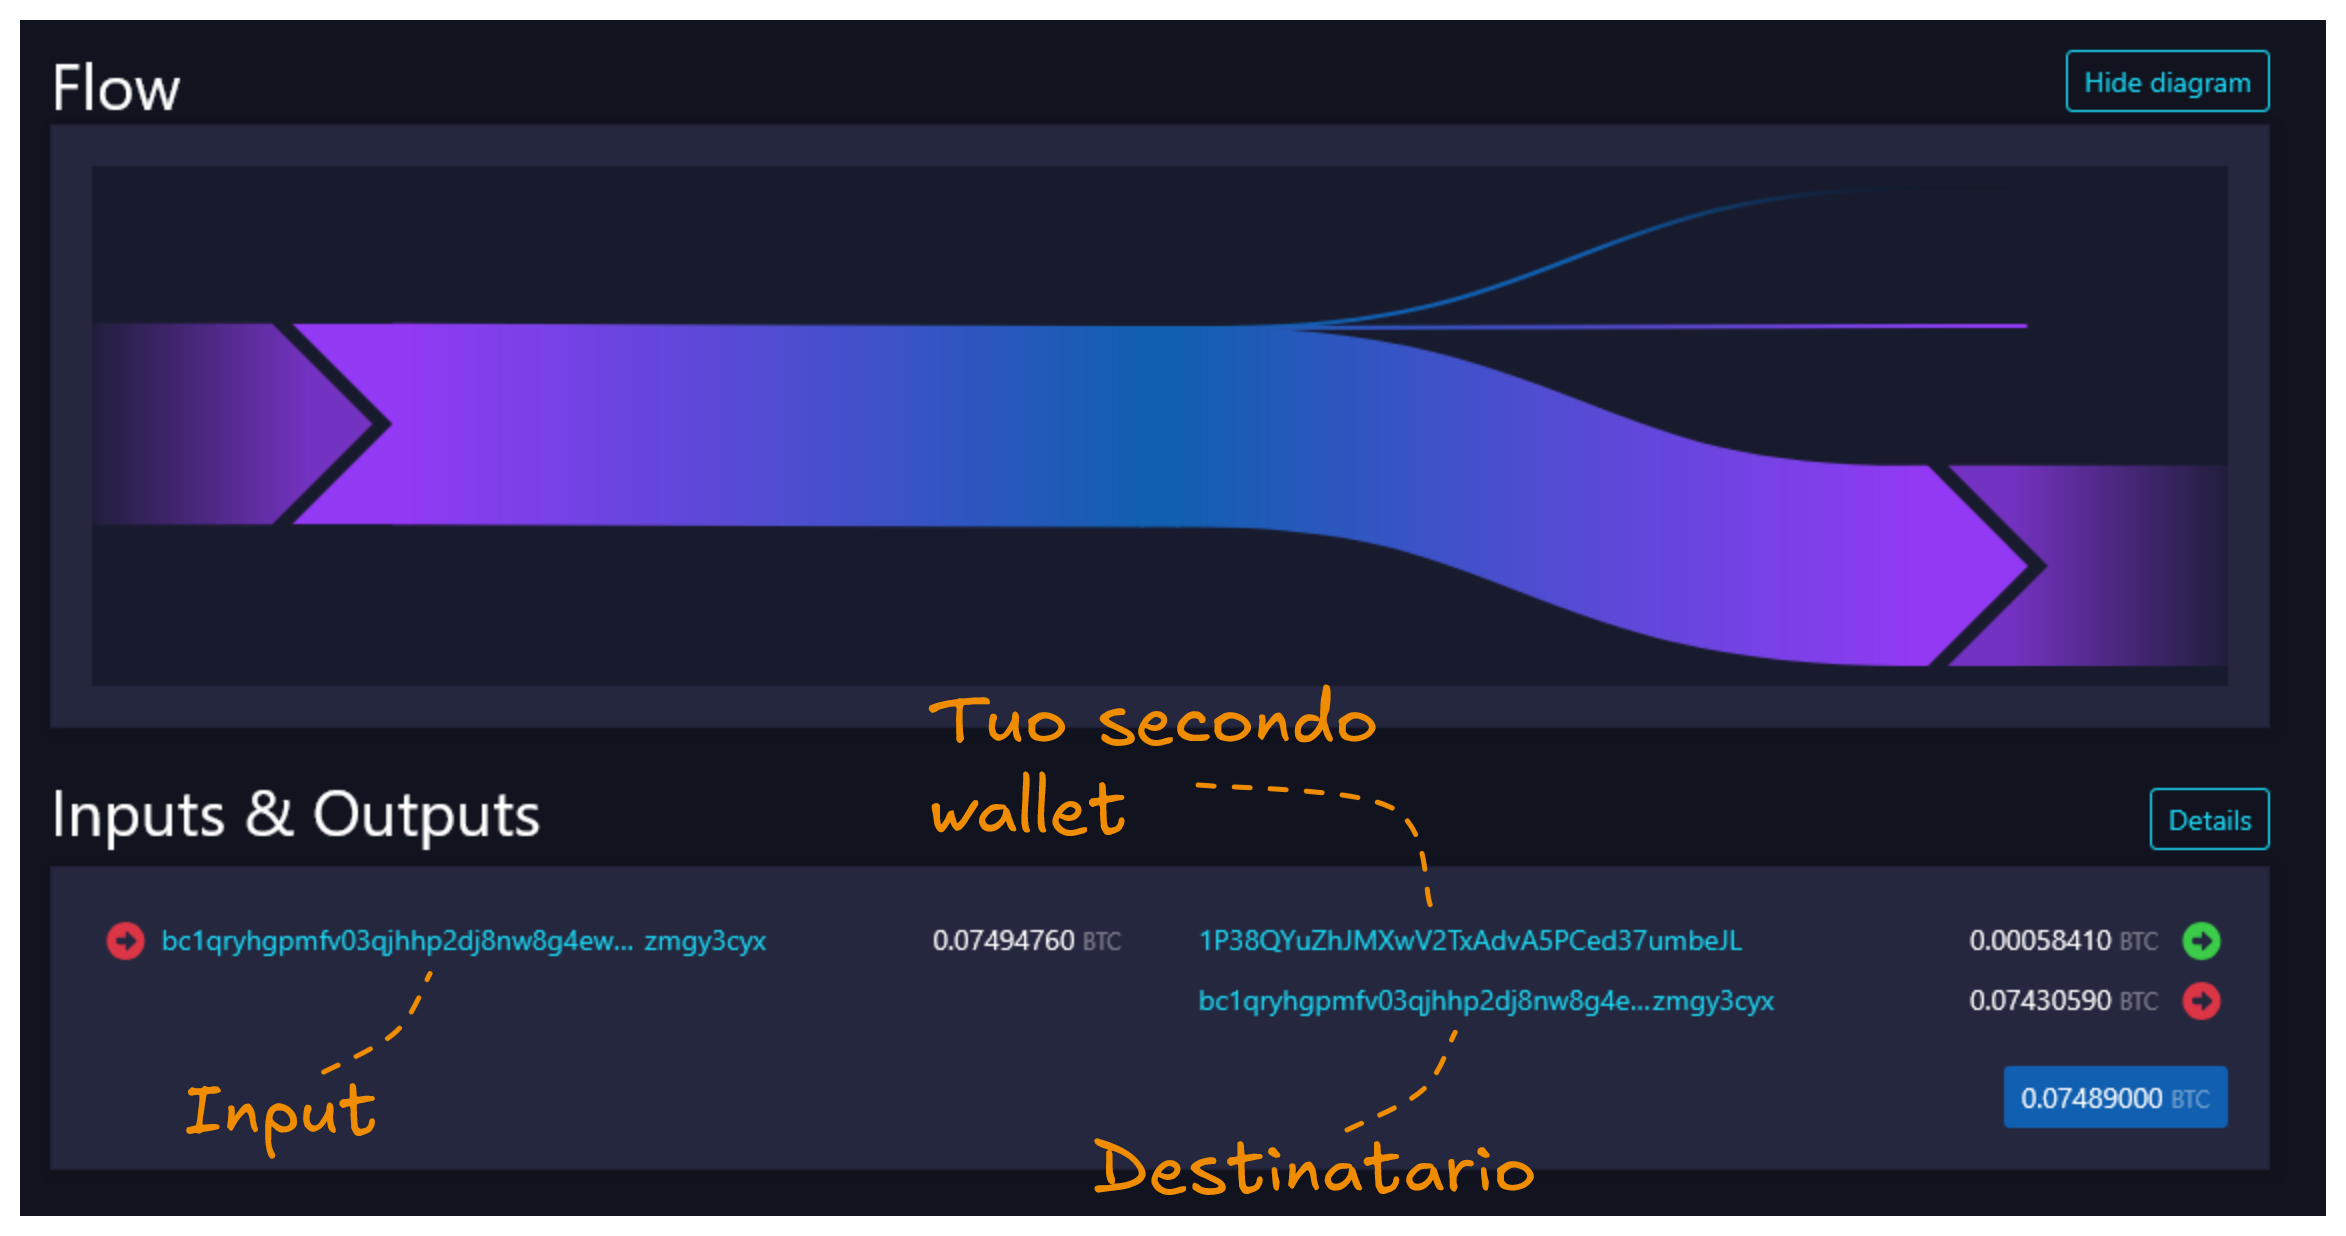 Flow
Hide diagram
Tuo secondo
wallet
Inputs & Outputs
Details
bc1qryhgpmfv03qjhhp2dj8nw8g4ew... zmgy3cyx 0.07494760 BTC 1P38QYuZhJMXwV2TxAdvA5PCed37umbeJL 0.00058410 BTC
bc1qryhgpmfv03qjhhp2dj8nw8g4e...zmgy3cyx 0.07430590 BTC
0.07489000 BTC
Input
Destinatario